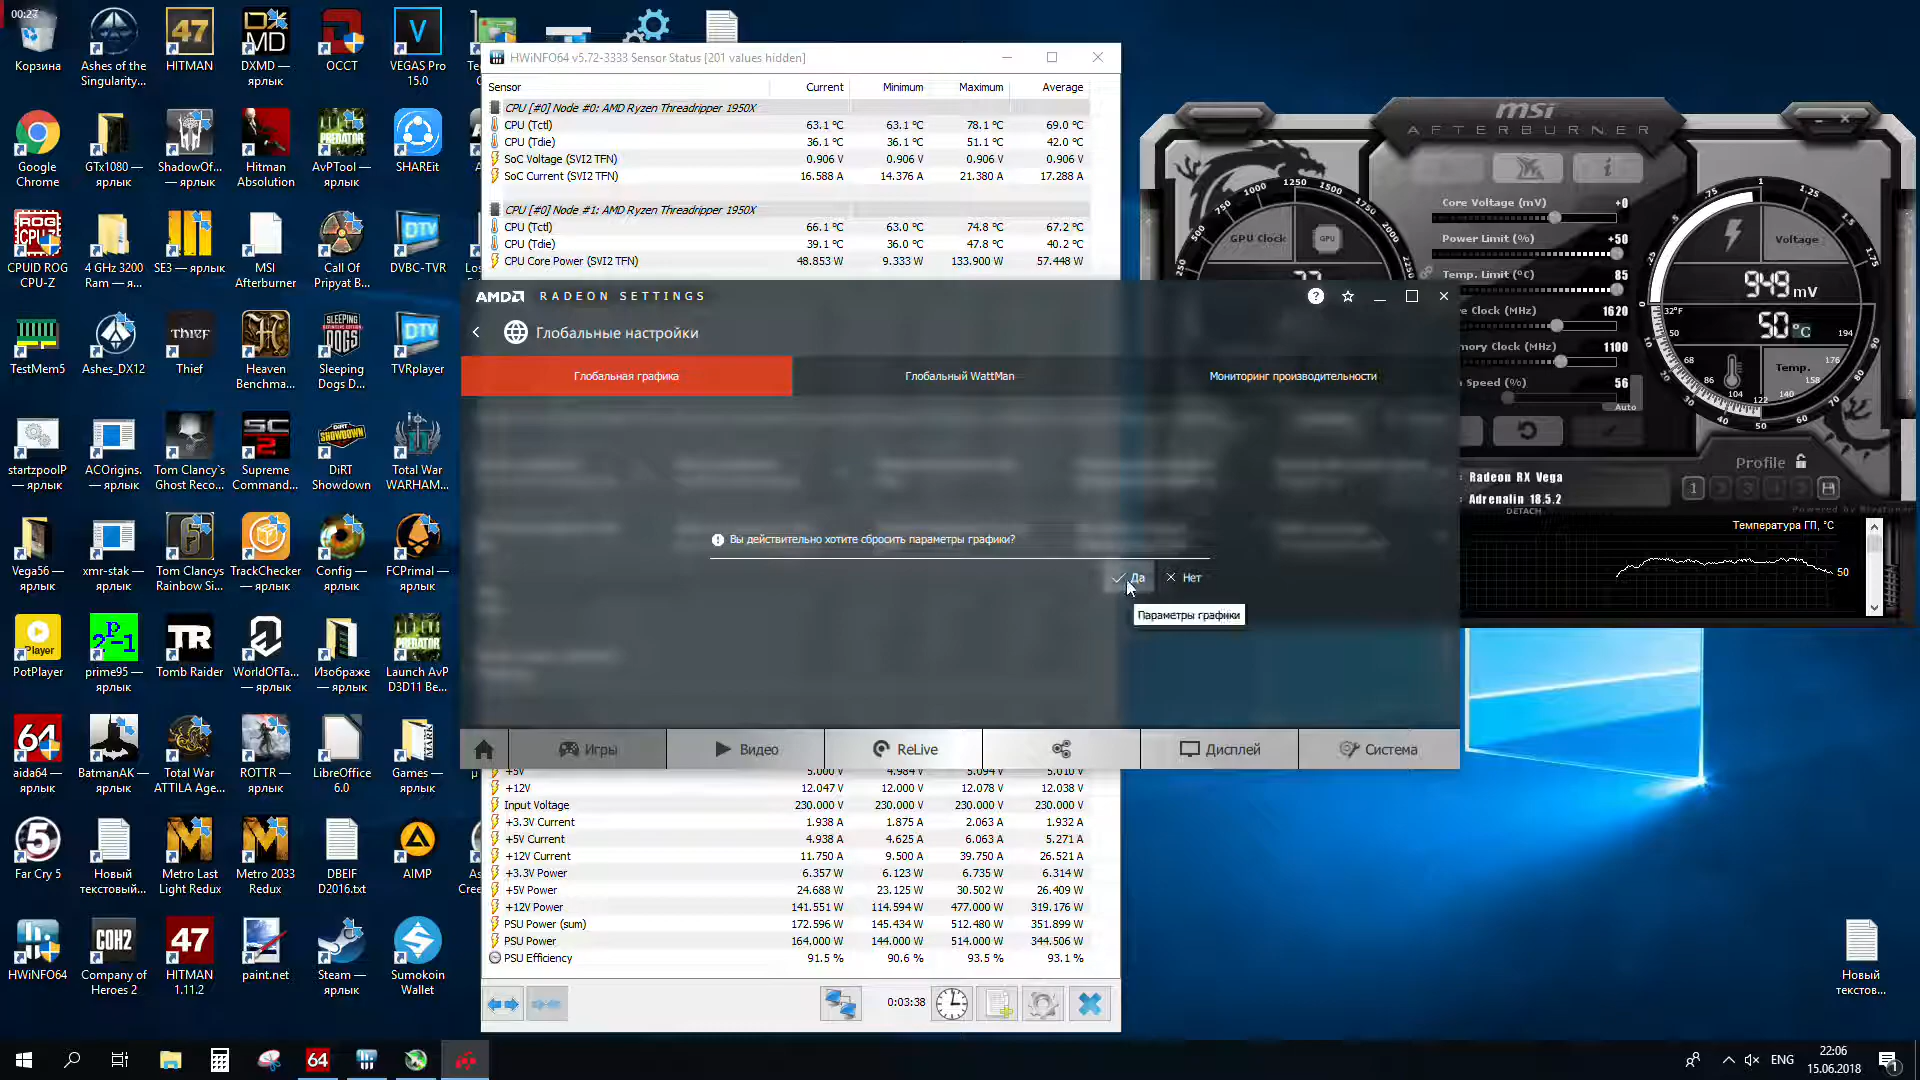 00:27
Корзина
Ashes of the Singularity...
HITMAN
DXMD — ярлык
OCCT
VEGAS Pro 15.0
Google Chrome
GTx1080 — ярлык
ShadowOf... — ярлык
Hitman Absolution
AvPTool — ярлык
SHAREit
CPUID ROG CPU-Z
4 GHz 3200 Ram — я...
SE3 — ярлык
MSI Afterburner
Call Of Pripyat B...
DVBC-TVR
TestMem5
Ashes_DX12
Thief
Heaven Benchma...
Sleeping Dogs D...
TVRplayer
startzpoolP — ярлык
ACOrigins. — ярлык
Tom Clancy`s Ghost Reco...
Supreme Command...
DiRT Showdown
Total War WARHAM...
Vega56 — ярлык
xmr-stak — ярлык
Tom Clancys Rainbow Si...
TrackChecker — ярлык
Config — ярлык
FCPrimal — ярлык
PotPlayer
prime95 — ярлык
Tomb Raider
WorldOfTa... — ярлык
Изображе... — ярлык
Launch AvP D3D11 Be...
aida64 — ярлык
BatmanAK — ярлык
Total War ATTILA Age...
ROTTR — ярлык
LibreOffice 6.0
Games — ярлык
Far Cry 5
Новый текстовый...
Metro Last Light Redux
Metro 2033 Redux
DBEIF D2016.txt
AIMP
HWiNFO64
Company of Heroes 2
HITMAN 1.11.2
paint.net
Steam — ярлык
Sumokoin Wallet
HWiNFO64 v5.72-3333 Sensor Status [201 values hidden]
Sensor Current Minimum Maximum Average
CPU [#0] Node #0: AMD Ryzen Threadripper 1950X
CPU (Tctl) 63.1 °C 63.1 °C 78.1 °C 69.0 °C
CPU (Tdie) 36.1 °C 36.1 °C 51.1 °C 42.0 °C
SoC Voltage (SVI2 TFN) 0.906 V 0.906 V 0.906 V 0.906 V
SoC Current (SVI2 TFN) 16.588 A 14.376 A 21.380 A 17.288 A
CPU [#0] Node #1: AMD Ryzen Threadripper 1950X
CPU (Tctl) 66.1 °C 63.0 °C 74.8 °C 67.2 °C
CPU (Tdie) 39.1 °C 36.0 °C 47.8 °C 40.2 °C
CPU Core Power (SVI2 TFN) 48.853 W 9.333 W 133.900 W 57.448 W
AMD RADEON SETTINGS
Глобальные настройки
Глобальная графика Глобальный WattMan Мониторинг производительности
Вы действительно хотите сбросить параметры графики?
Да Нет
Параметры графики
Игры Видео ReLive Дисплей Система
+5V 5.000 V 4.984 V 5.094 V 5.010 V
+12V 12.047 V 12.000 V 12.078 V 12.038 V
Input Voltage 230.000 V 230.000 V 230.000 V 230.000 V
+3.3V Current 1.938 A 1.875 A 2.063 A 1.932 A
+5V Current 4.938 A 4.625 A 6.063 A 5.271 A
+12V Current 11.750 A 9.500 A 39.750 A 26.521 A
+3.3V Power 6.357 W 6.123 W 6.735 W 6.314 W
+5V Power 24.688 W 23.125 W 30.502 W 26.409 W
+12V Power 141.551 W 114.594 W 477.000 W 319.176 W
PSU Power (sum) 172.596 W 145.434 W 512.480 W 351.899 W
PSU Power 164.000 W 144.000 W 514.000 W 344.506 W
PSU Efficiency 91.5 % 90.6 % 93.5 % 93.1 %
0:03:38
msi
AFTERBURNER
GPU Clock
GPU
Core Voltage (mV) +0
Power Limit (%) +50
Temp. Limit (°C) 85
e Clock (MHz) 1620
mory Clock (MHz) 1100
n Speed (%) 56
Auto
Voltage
949 mV
50 °C
Temp.
Profile
1 2 3 4 5
Radeon RX Vega
Adrenalin 18.5.2
DETACH
Powered by Rivatuner
Температура ГП, °C
50
Новый текстов...
ENG
22:06
15.06.2018
1